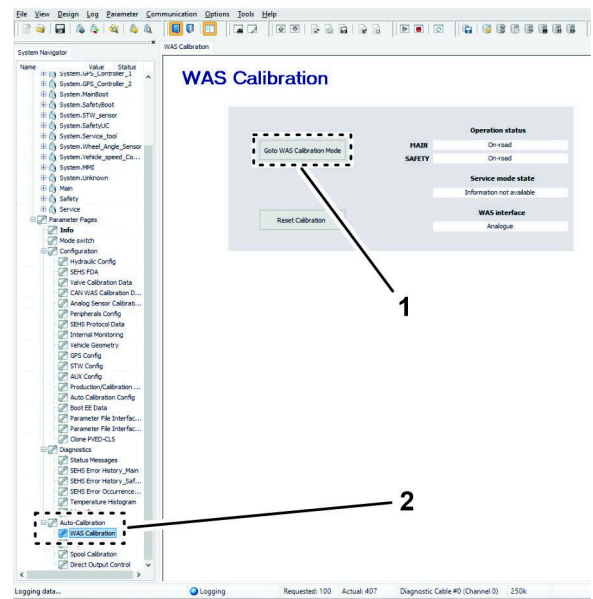 File View Design Log Parameter Communication Options Tools Help
System Navigator
Name Value Status
System.GPS_Controller_1
System.GPS_Controller_2
System.MainBoot
System.SafetyBoot
System.STW_sensor
System.SafetyUC
System.Service_tool
System.Wheel_Angle_Sensor
System.Vehicle_speed_Co...
System.MMI
System.Unknown
Main
Safety
Service
Parameter Pages
Info
Mode switch
Configuration
Hydraulic Config
SEHS FDA
Valve Calibration Data
CAN WAS Calibration D...
Analog Sensor Calibrati...
Peripherals Config
SEHS Protocol Data
Internal Monitoring
Vehicle Geometry
GPS Config
STW Config
AUX Config
Production/Calibration ...
Auto Calibration Config
Boot EE Data
Parameter File Interfac...
Parameter File Interfac...
Clone PVED-CLS
Diagnostics
Status Messages
SEHS Error History_Main
SEHS Error History_Saf...
SEHS Error Occurrence...
Temperature Histogram
Auto-Calibration
WAS Calibration
Spool Calibration
Direct Output Control
WAS Calibration
WAS Calibration
Goto WAS Calibration Mode
Reset Calibration
Operation status
MAIN On-road
SAFETY On-road
Service mode state
Information not available
WAS interface
Analogue
1
2
Logging data... Logging Requested: 100 Actual: 407 Diagnostic Cable #0 (Channel 0) 250k